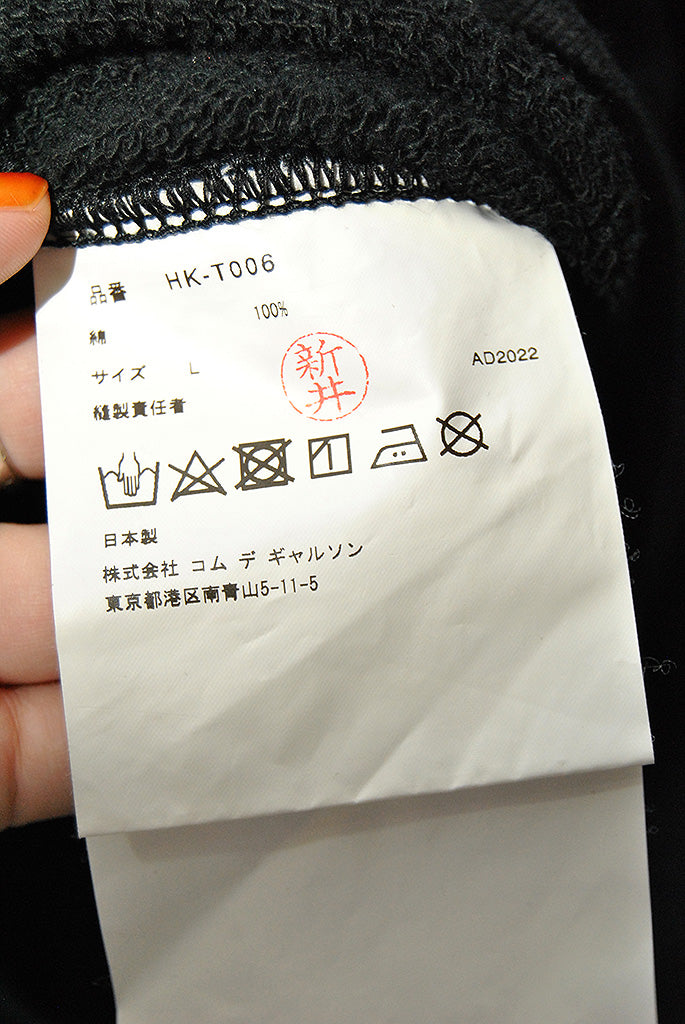 品番 HK-T006
綿 100%
サイズ L
新井
AD2022
縫製責任者
日本製
株式会社 コム デ ギャルソン
東京都港区南青山5-11-5